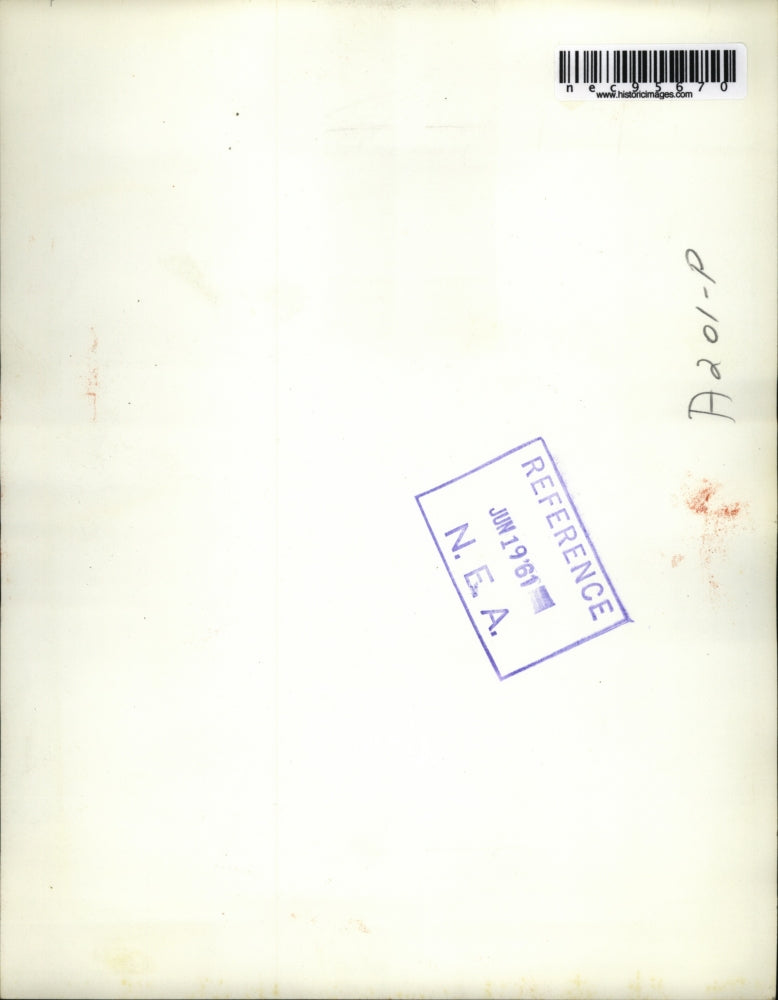 nec95670
www.historicimages.com
A201-P
REFERENCE
JUN 19 '61
N. E. A.